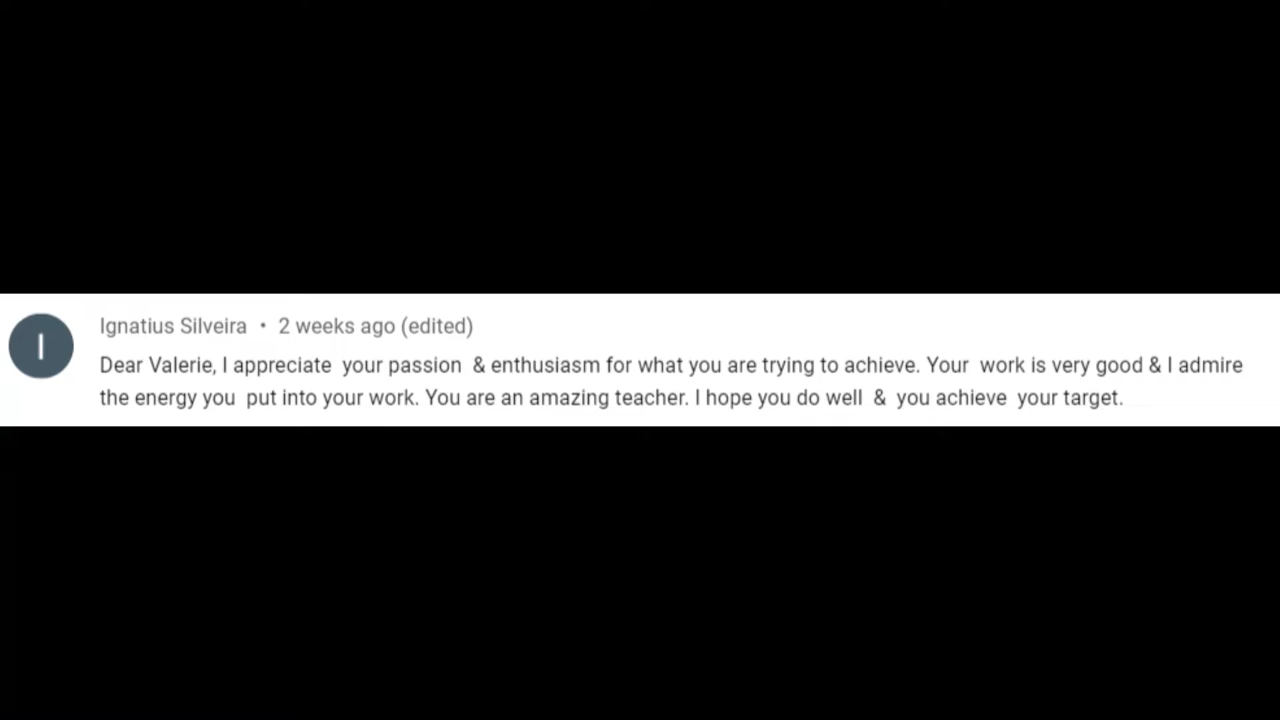 I
Ignatius Silveira • 2 weeks ago (edited)
Dear Valerie, I appreciate  your passion  & enthusiasm for what you are trying to achieve. Your  work is very good & I admire
the energy you  put into your work. You are an amazing teacher. I hope you do well  &  you achieve  your target.